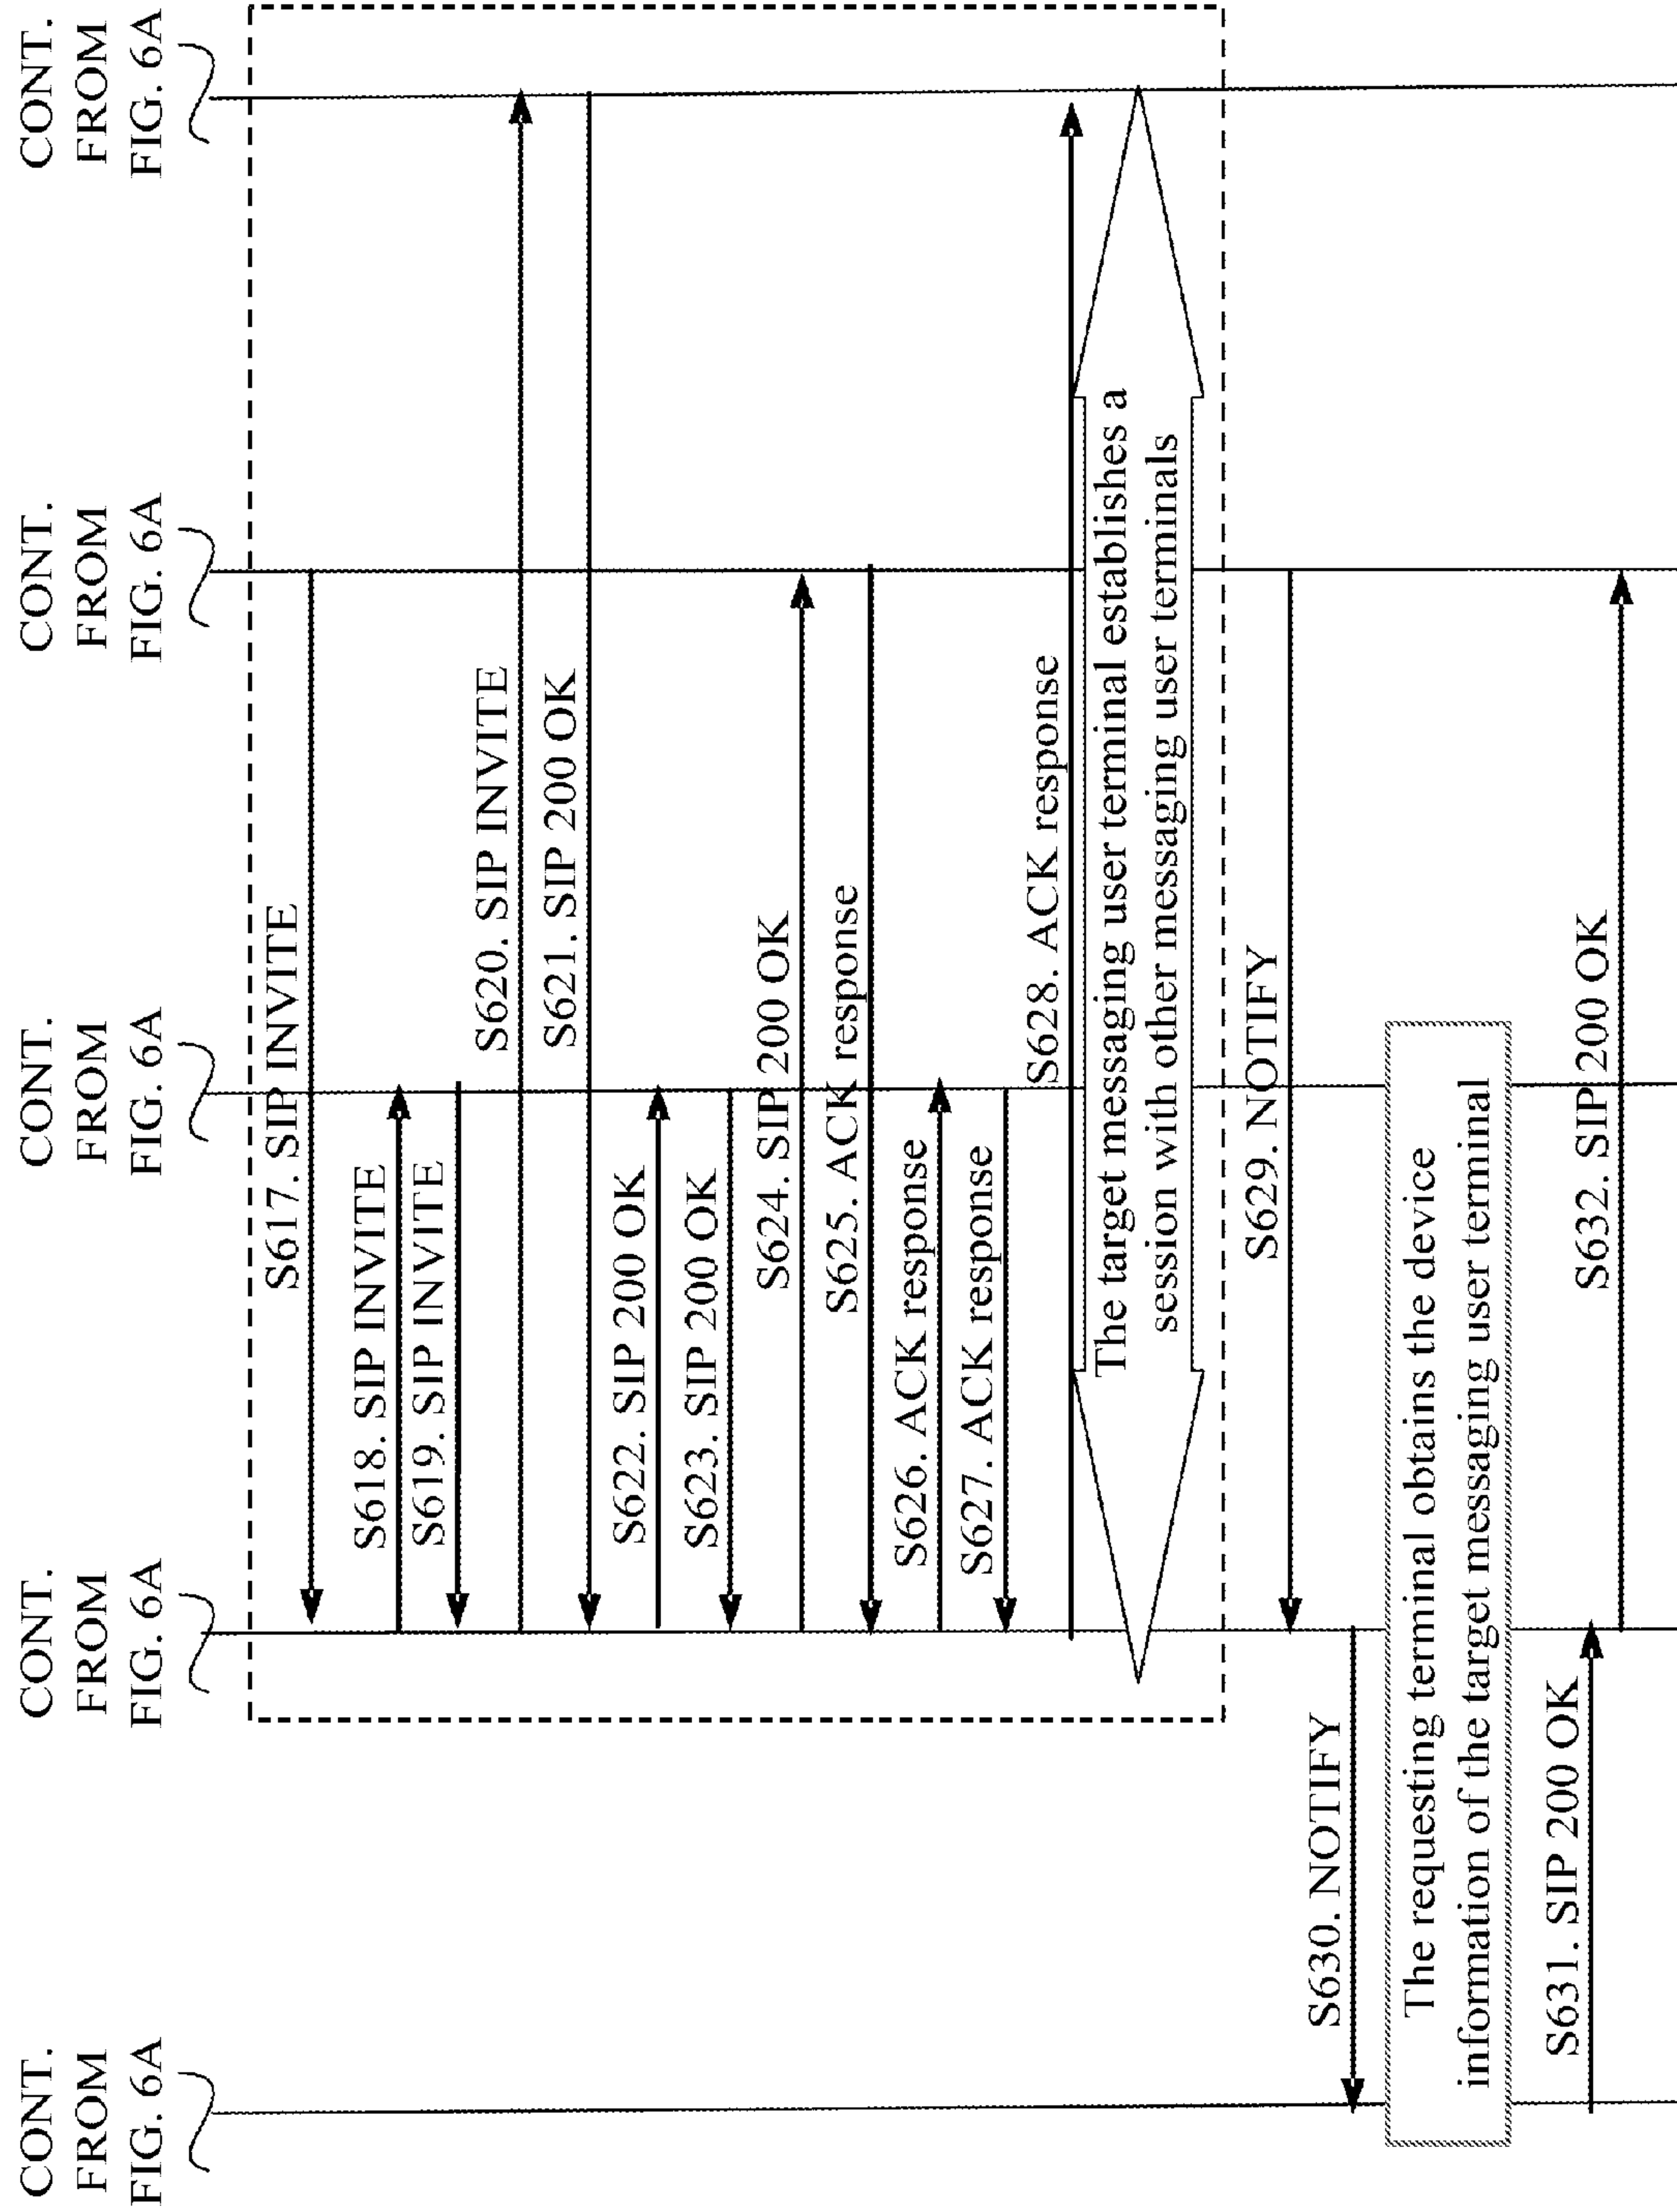 CONT.
FROM
FIG. 6A
CONT.
FROM
FIG. 6A
CONT.
FROM
FIG. 6A
CONT.
FROM
FIG. 6A
CONT.
FROM
FIG. 6A
S617. SIP INVITE
S618. SIP INVITE
S619. SIP INVITE
S620. SIP INVITE
S621. SIP 200 OK
S622. SIP 200 OK
S623. SIP 200 OK
S624. SIP 200 OK
S625. ACK response
S626. ACK response
S627. ACK response
S628. ACK response
The target messaging user terminal establishes a
session with other messaging user terminals
S629. NOTIFY
S630. NOTIFY
The requesting terminal obtains the device
information of the target messaging user terminal
S631. SIP 200 OK
S632. SIP 200 OK